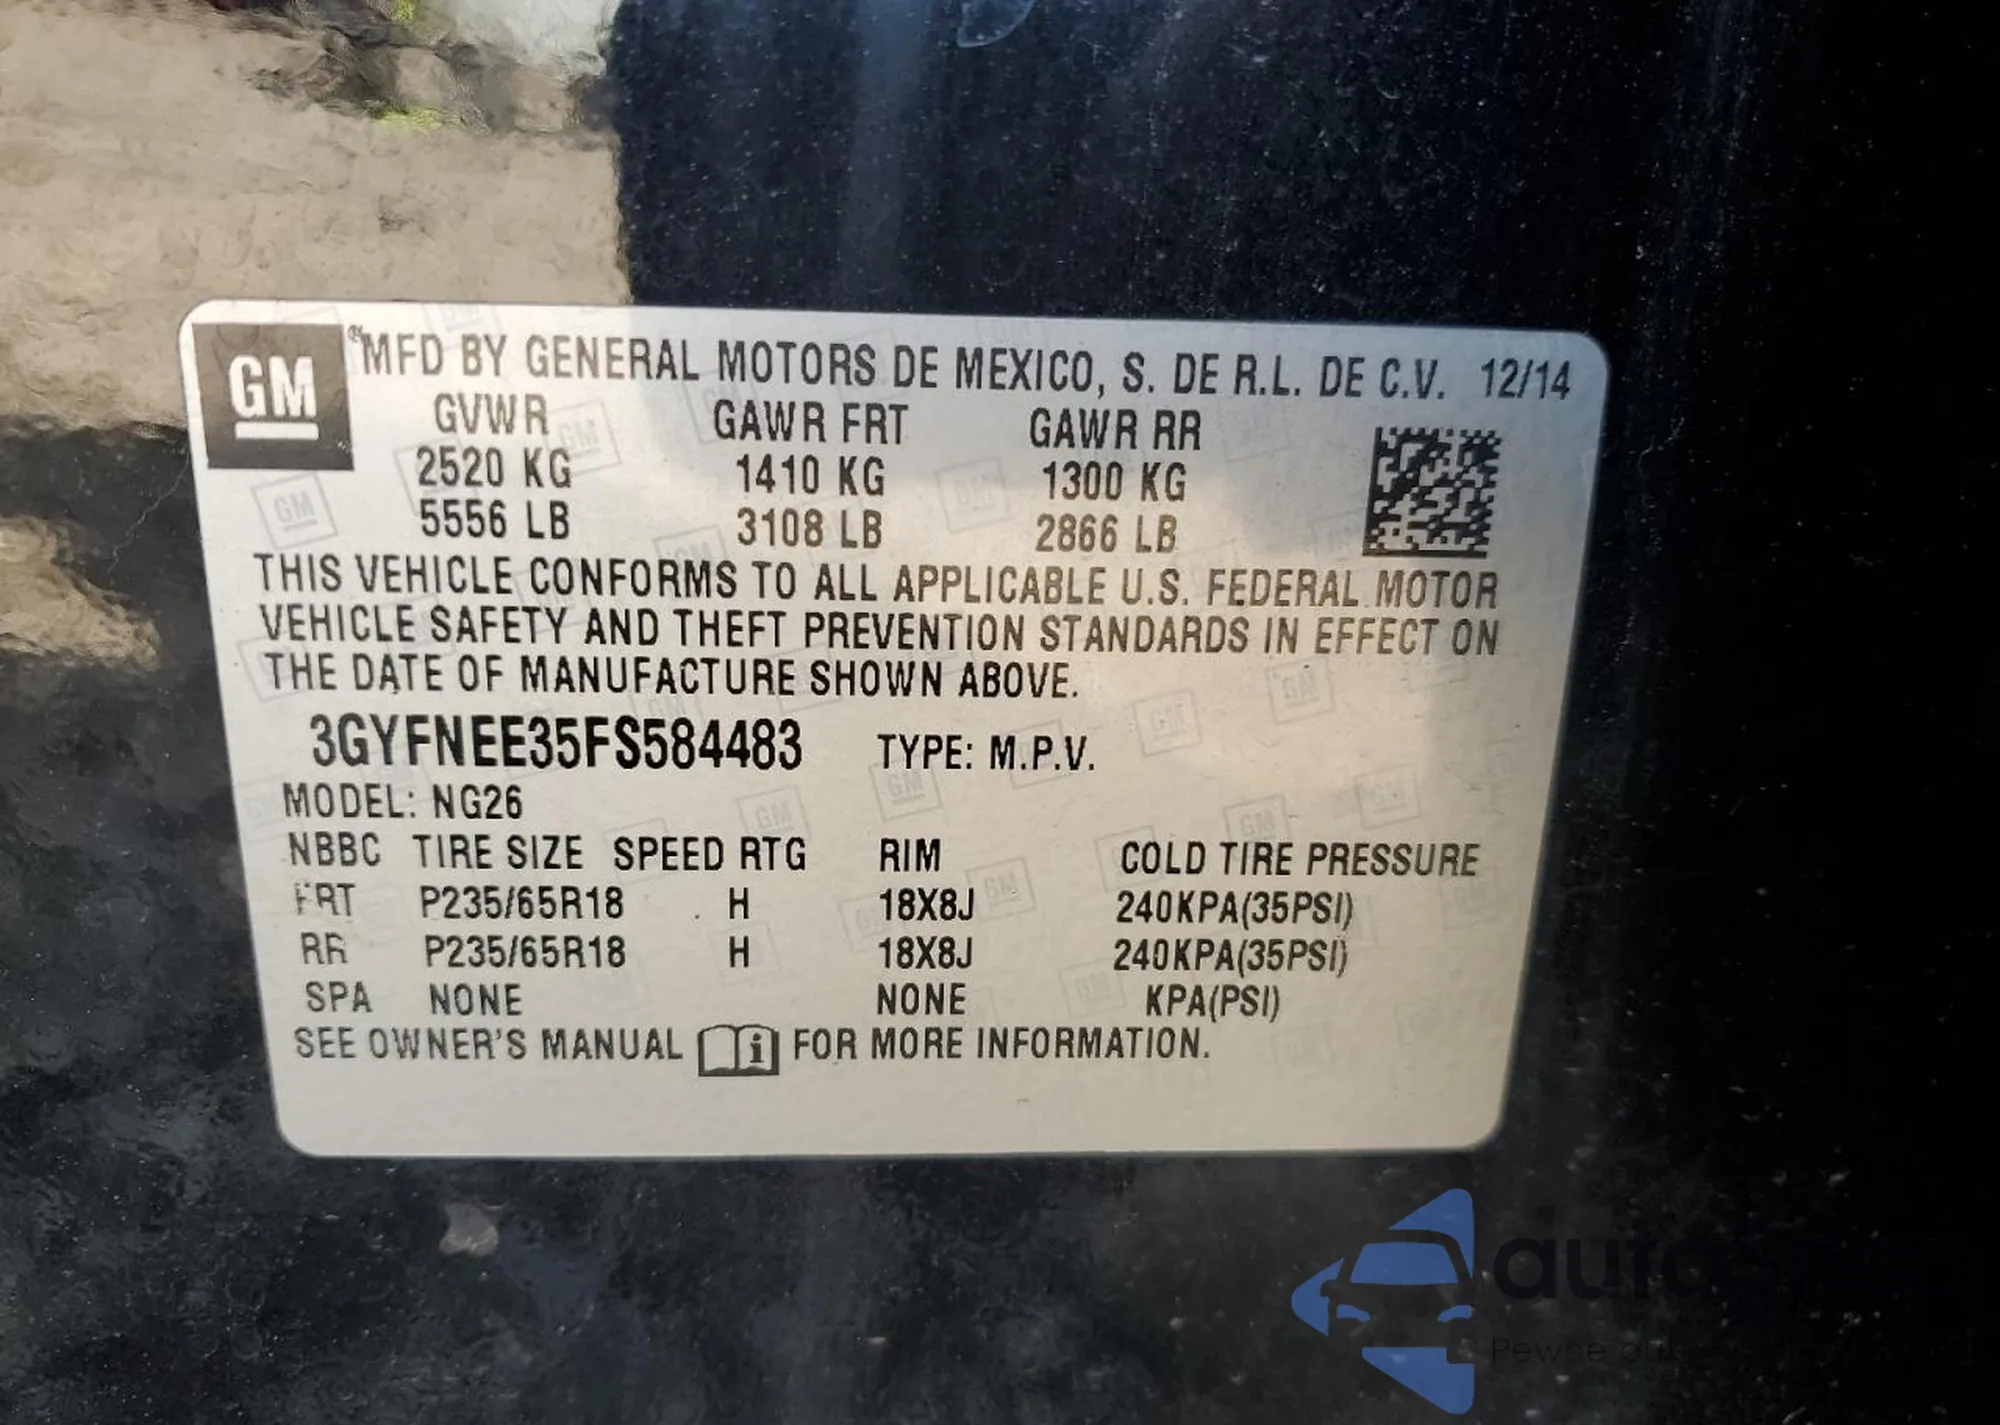 GM ® MFD BY GENERAL MOTORS DE MEXICO, S. DE R.L. DE C.V. 12/14
GVWR GAWR FRT GAWR RR
2520 KG 1410 KG 1300 KG
5556 LB 3108 LB 2866 LB
THIS VEHICLE CONFORMS TO ALL APPLICABLE U.S. FEDERAL MOTOR
VEHICLE SAFETY AND THEFT PREVENTION STANDARDS IN EFFECT ON
THE DATE OF MANUFACTURE SHOWN ABOVE.
3GYFNEE35FS584483 TYPE: M.P.V.
MODEL: NG26
NBBC TIRE SIZE SPEED RTG RIM COLD TIRE PRESSURE
FRT P235/65R18 H 18X8J 240KPA(35PSI)
RR P235/65R18 H 18X8J 240KPA(35PSI)
SPA NONE NONE KPA(PSI)
SEE OWNER'S MANUAL i FOR MORE INFORMATION.
Pewne